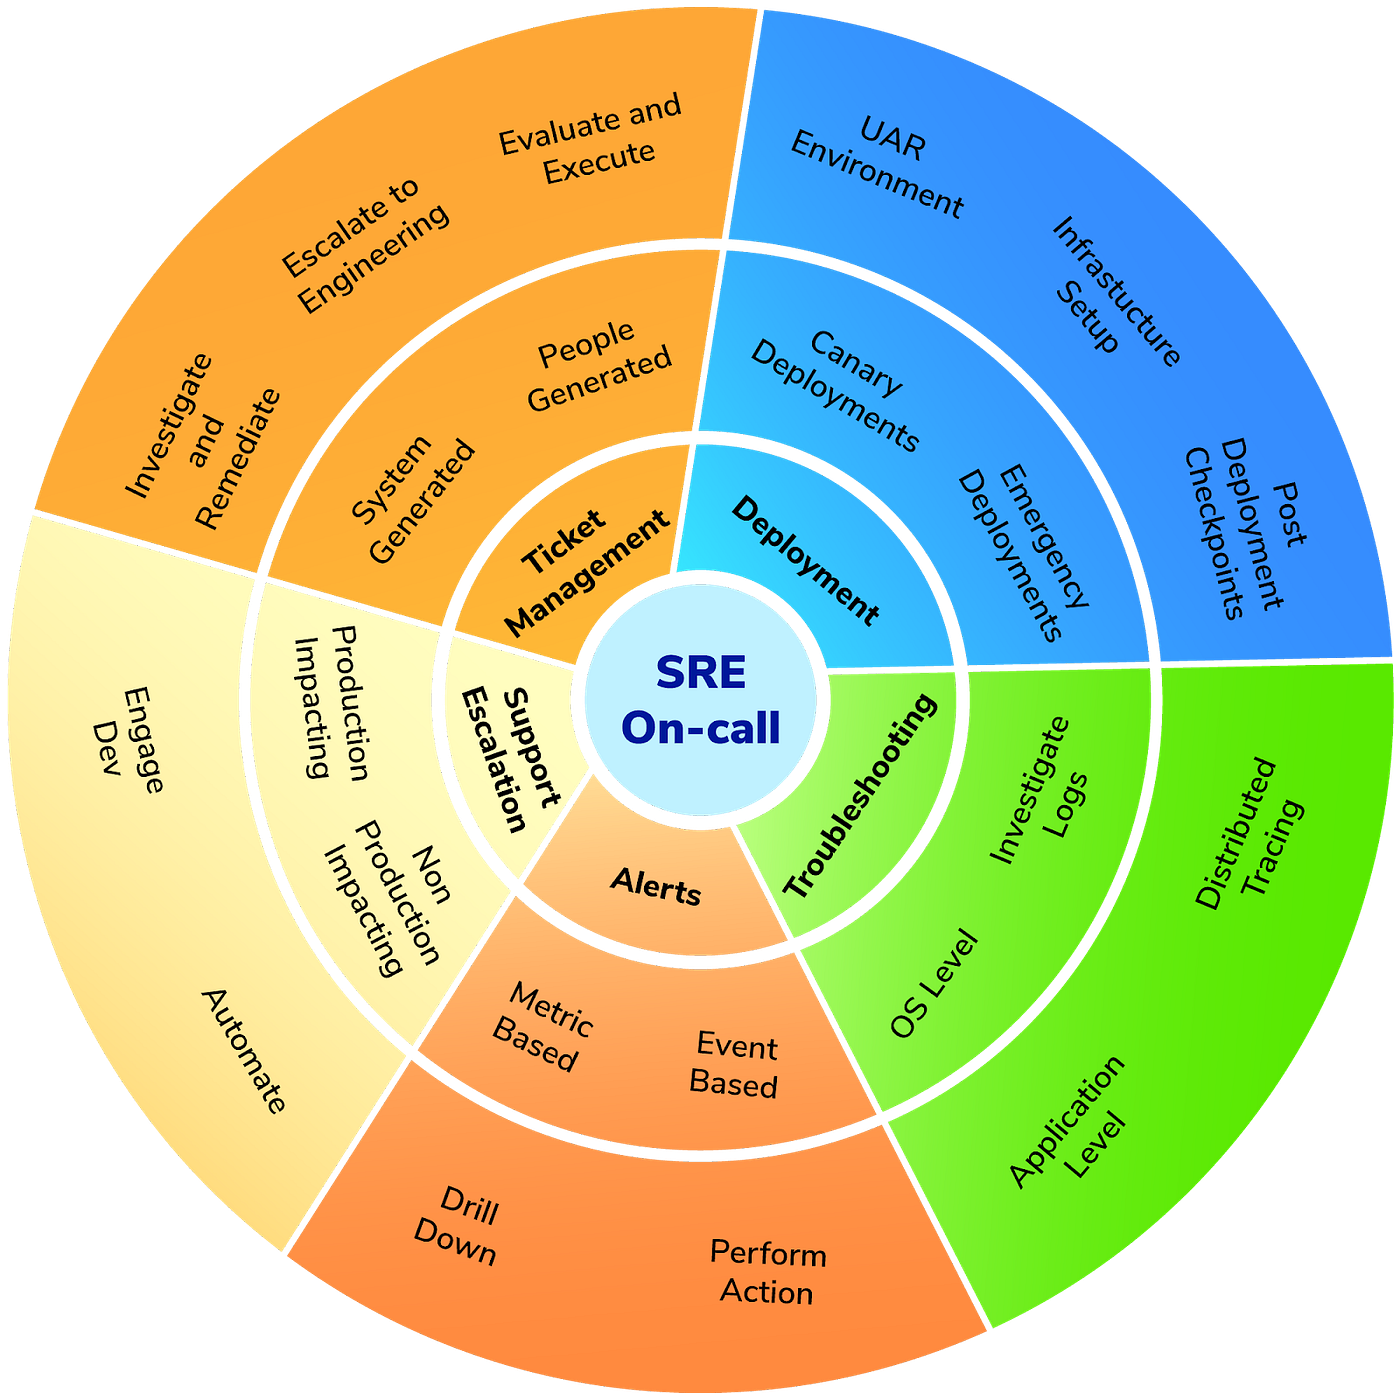 SRE
On-call
Ticket
Management
People
Generated
System
Generated
Evaluate and
Execute
Escalate to
Engineering
Investigate
and
Remediate
Deployment
Canary
Deployments
Emergency
Deployments
UAR
Environment
Infrastucture
Setup
Post
Deployment
Checkpoints
Troubleshooting
Investigate
Logs
OS Level
Distributed
Tracing
Application
Level
Alerts
Metric
Based
Event
Based
Drill
Down
Perform
Action
Support
Escalation
Production
Impacting
Non
Production
Impacting
Engage
Dev
Automate